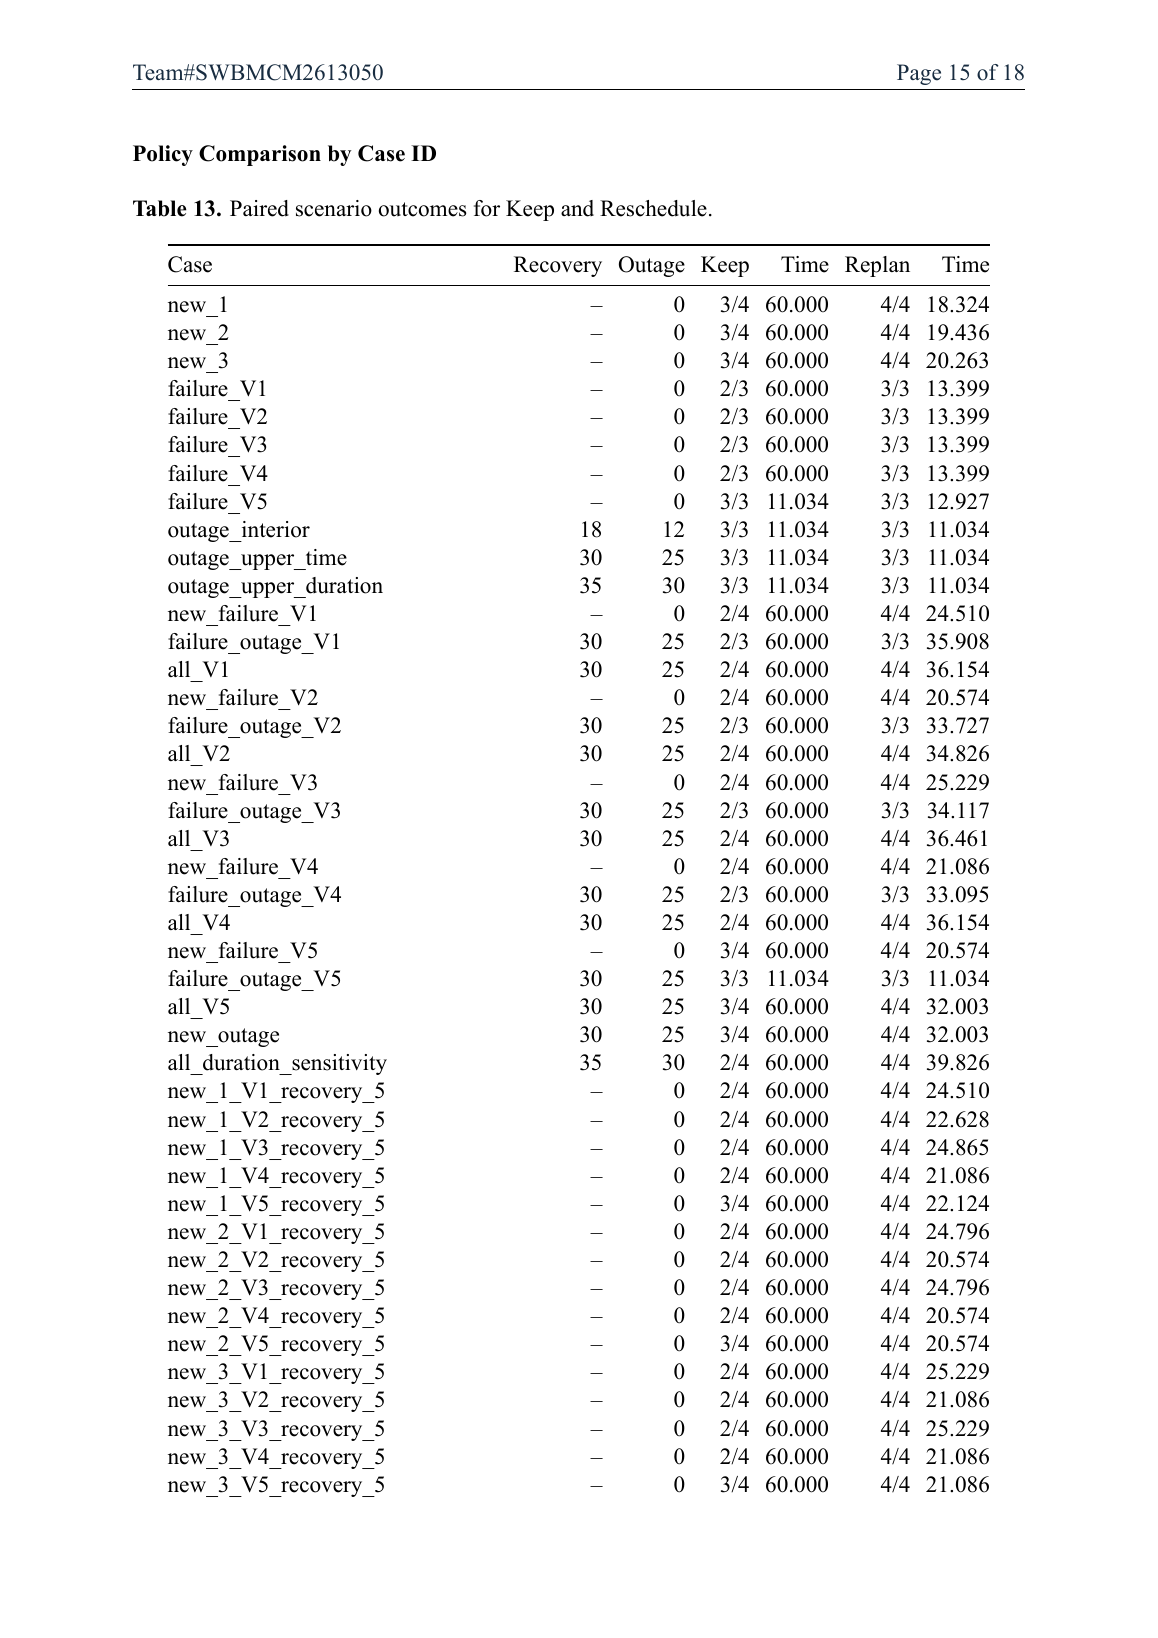 Team#SWBMCM2613050 Page 15 of 18
Policy Comparison by Case ID
Table 13. Paired scenario outcomes for Keep and Reschedule.
Case Recovery Outage Keep Time Replan Time
new_1 – 0 3/4 60.000 4/4 18.324
new_2 – 0 3/4 60.000 4/4 19.436
new_3 – 0 3/4 60.000 4/4 20.263
failure_V1 – 0 2/3 60.000 3/3 13.399
failure_V2 – 0 2/3 60.000 3/3 13.399
failure_V3 – 0 2/3 60.000 3/3 13.399
failure_V4 – 0 2/3 60.000 3/3 13.399
failure_V5 – 0 3/3 11.034 3/3 12.927
outage_interior 18 12 3/3 11.034 3/3 11.034
outage_upper_time 30 25 3/3 11.034 3/3 11.034
outage_upper_duration 35 30 3/3 11.034 3/3 11.034
new_failure_V1 – 0 2/4 60.000 4/4 24.510
failure_outage_V1 30 25 2/3 60.000 3/3 35.908
all_V1 30 25 2/4 60.000 4/4 36.154
new_failure_V2 – 0 2/4 60.000 4/4 20.574
failure_outage_V2 30 25 2/3 60.000 3/3 33.727
all_V2 30 25 2/4 60.000 4/4 34.826
new_failure_V3 – 0 2/4 60.000 4/4 25.229
failure_outage_V3 30 25 2/3 60.000 3/3 34.117
all_V3 30 25 2/4 60.000 4/4 36.461
new_failure_V4 – 0 2/4 60.000 4/4 21.086
failure_outage_V4 30 25 2/3 60.000 3/3 33.095
all_V4 30 25 2/4 60.000 4/4 36.154
new_failure_V5 – 0 3/4 60.000 4/4 20.574
failure_outage_V5 30 25 3/3 11.034 3/3 11.034
all_V5 30 25 3/4 60.000 4/4 32.003
new_outage 30 25 3/4 60.000 4/4 32.003
all_duration_sensitivity 35 30 2/4 60.000 4/4 39.826
new_1_V1_recovery_5 – 0 2/4 60.000 4/4 24.510
new_1_V2_recovery_5 – 0 2/4 60.000 4/4 22.628
new_1_V3_recovery_5 – 0 2/4 60.000 4/4 24.865
new_1_V4_recovery_5 – 0 2/4 60.000 4/4 21.086
new_1_V5_recovery_5 – 0 3/4 60.000 4/4 22.124
new_2_V1_recovery_5 – 0 2/4 60.000 4/4 24.796
new_2_V2_recovery_5 – 0 2/4 60.000 4/4 20.574
new_2_V3_recovery_5 – 0 2/4 60.000 4/4 24.796
new_2_V4_recovery_5 – 0 2/4 60.000 4/4 20.574
new_2_V5_recovery_5 – 0 3/4 60.000 4/4 20.574
new_3_V1_recovery_5 – 0 2/4 60.000 4/4 25.229
new_3_V2_recovery_5 – 0 2/4 60.000 4/4 21.086
new_3_V3_recovery_5 – 0 2/4 60.000 4/4 25.229
new_3_V4_recovery_5 – 0 2/4 60.000 4/4 21.086
new_3_V5_recovery_5 – 0 3/4 60.000 4/4 21.086